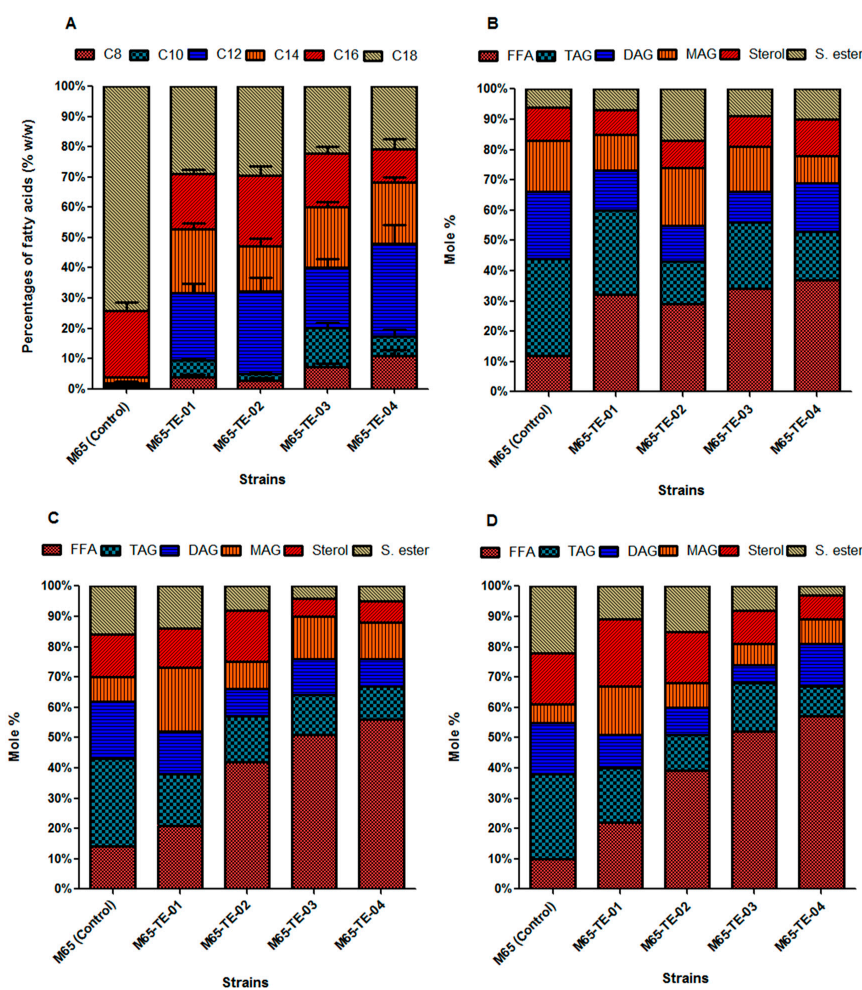 A
C8 C10 C12 C14 C16 C18
Percentages of fatty acids (% w/w)
100%
90%
80%
70%
60%
50%
40%
30%
20%
10%
0%
M65 (Control)
M65-TE-01
M65-TE-02
M65-TE-03
M65-TE-04
Strains
B
FFA TAG DAG MAG Sterol S. ester
Mole %
100%
90%
80%
70%
60%
50%
40%
30%
20%
10%
0%
M65 (Control)
M65-TE-01
M65-TE-02
M65-TE-03
M65-TE-04
Strains
C
FFA TAG DAG MAG Sterol S. ester
Mole %
100%
90%
80%
70%
60%
50%
40%
30%
20%
10%
0%
M65 (Control)
M65-TE-01
M65-TE-02
M65-TE-03
M65-TE-04
Strains
D
FFA TAG DAG MAG Sterol S. ester
Mole %
100%
90%
80%
70%
60%
50%
40%
30%
20%
10%
0%
M65 (Control)
M65-TE-01
M65-TE-02
M65-TE-03
M65-TE-04
Strains